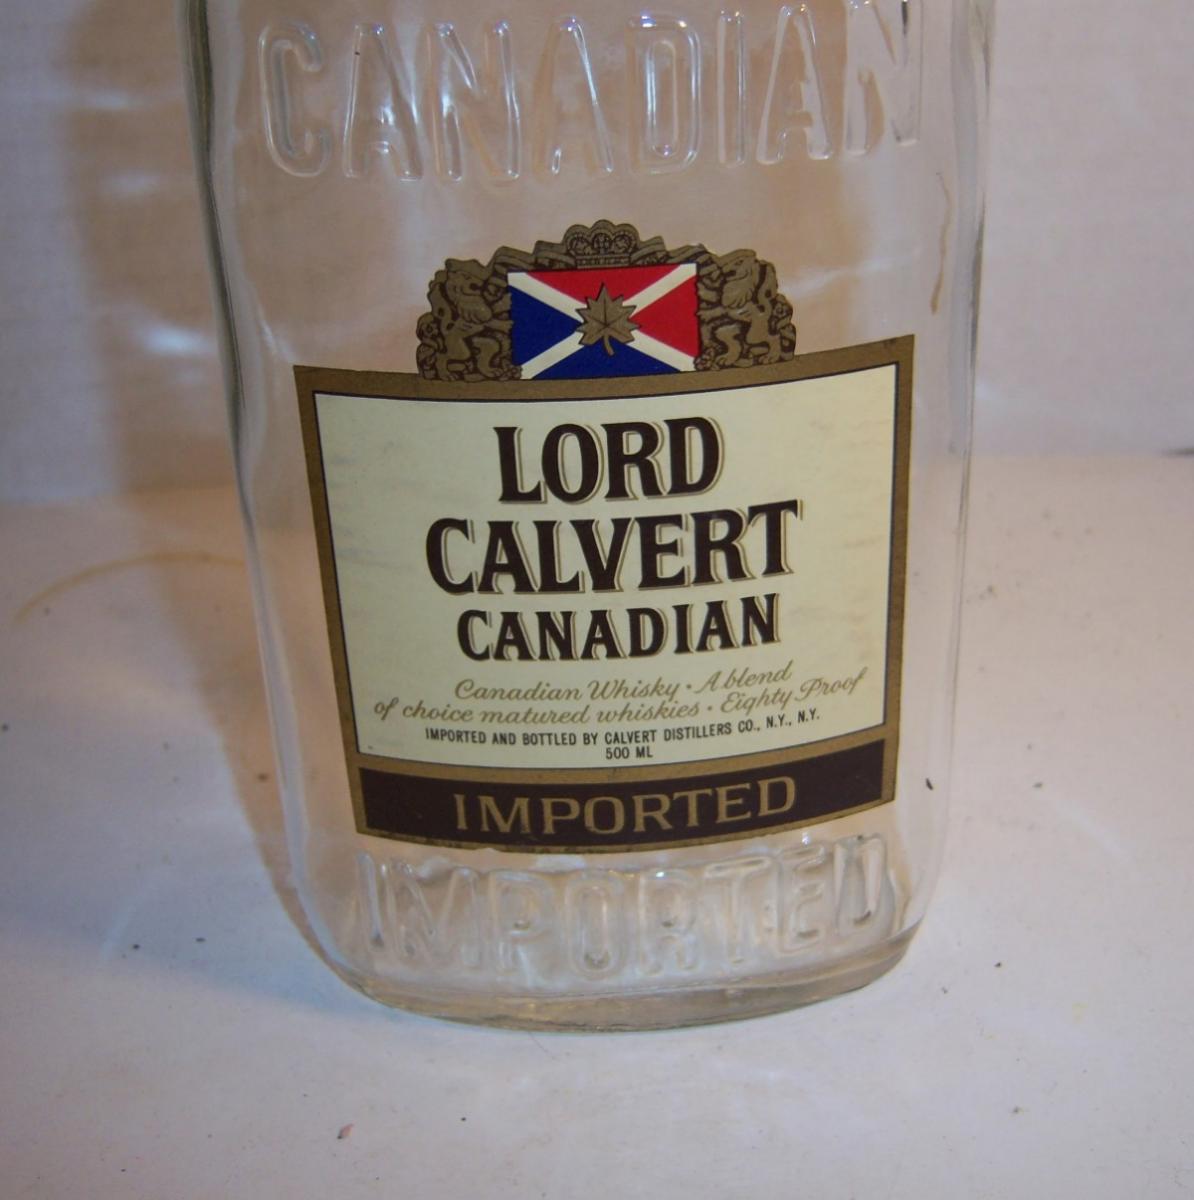 CANADIAN
LORD
CALVERT
CANADIAN
Canadian Whisky · A blend
of choice matured whiskies · Eighty Proof
IMPORTED AND BOTTLED BY CALVERT DISTILLERS CO., N.Y., N.Y.
500 ML
IMPORTED
IMPORTED